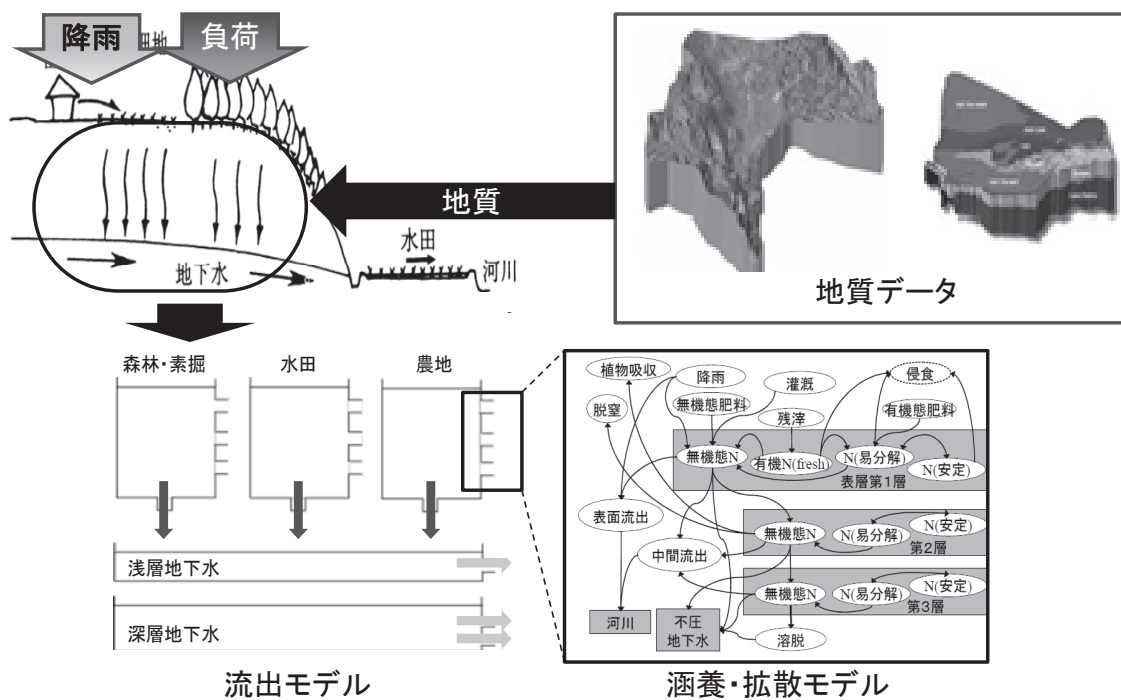 降雨
負荷
地質
水田
河川
地下水
地質データ
森林・素掘
水田
農地
浅層地下水
深層地下水
流出モデル
植物吸収
降雨
灌漑
侵食
脱窒
無機態肥料
残滓
有機態肥料
無機態N
有機N(fresh)
N(易分解)
N(安定)
表層第1層
表面流出
無機態N
N(易分解)
N(安定)
第2層
中間流出
無機態N
N(易分解)
N(安定)
第3層
河川
不圧
地下水
溶脱
涵養・拡散モデル